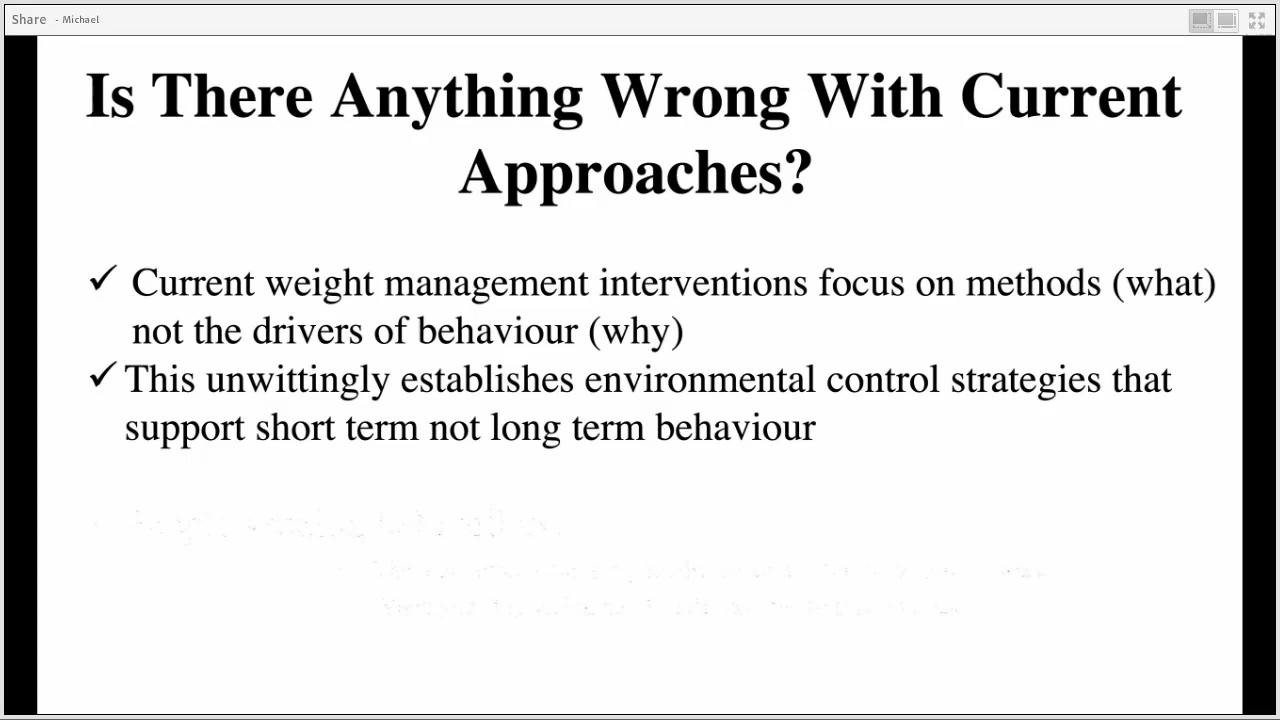 Share - Michael
Is There Anything Wrong With Current
Approaches?
✓ Current weight management interventions focus on methods (what)
not the drivers of behaviour (why)
✓ This unwittingly establishes environmental control strategies that
support short term not long term behaviour